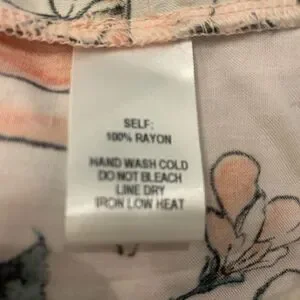 SELF:
100% RAYON
HAND WASH COLD
DO NOT BLEACH
LINE DRY
IRON LOW HEAT